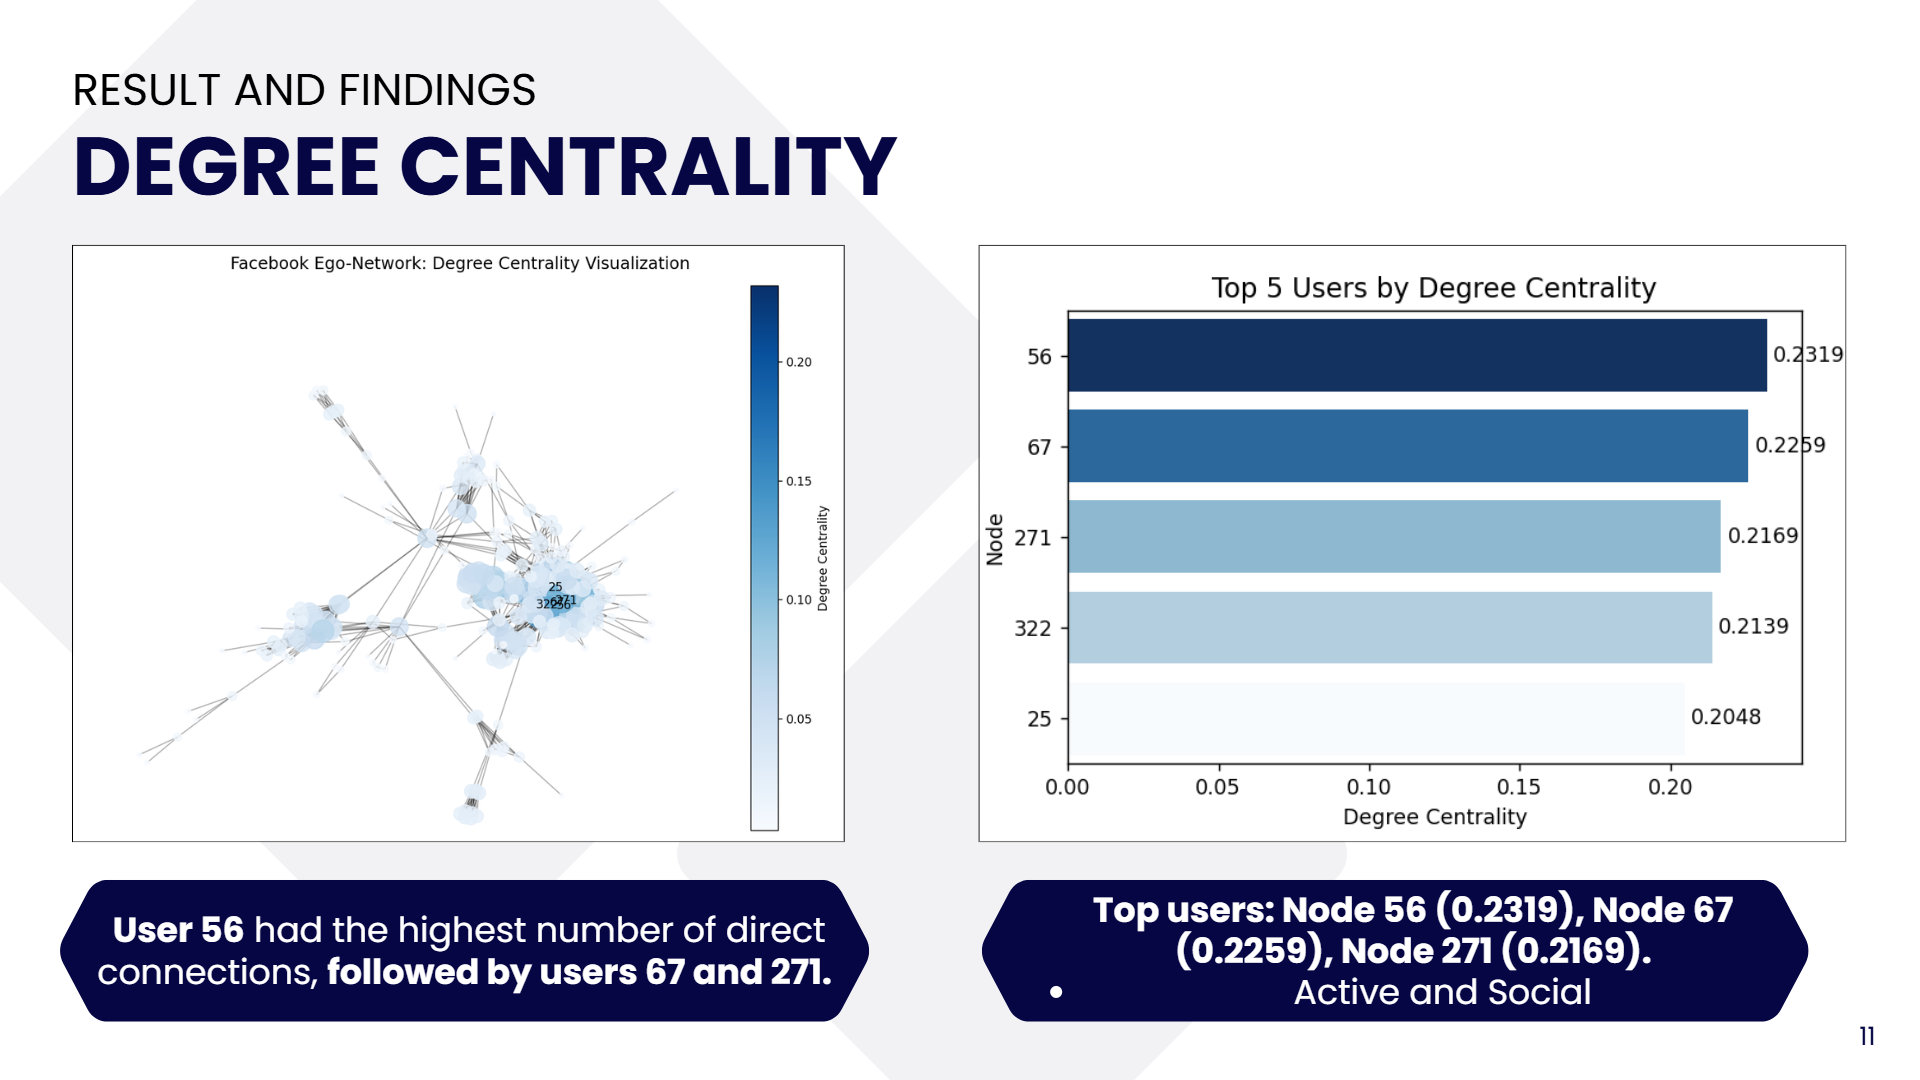 RESULT AND FINDINGS
DEGREE CENTRALITY
Facebook Ego-Network: Degree Centrality Visualization
0.20
0.15
0.10
0.05
Degree Centrality
25
271
322
56
Top 5 Users by Degree Centrality
Node
56
0.2319
67
0.2259
271
0.2169
322
0.2139
25
0.2048
0.00
0.05
0.10
0.15
0.20
Degree Centrality
User 56 had the highest number of direct
connections, followed by users 67 and 271.
Top users: Node 56 (0.2319), Node 67
(0.2259), Node 271 (0.2169).
• Active and Social
11